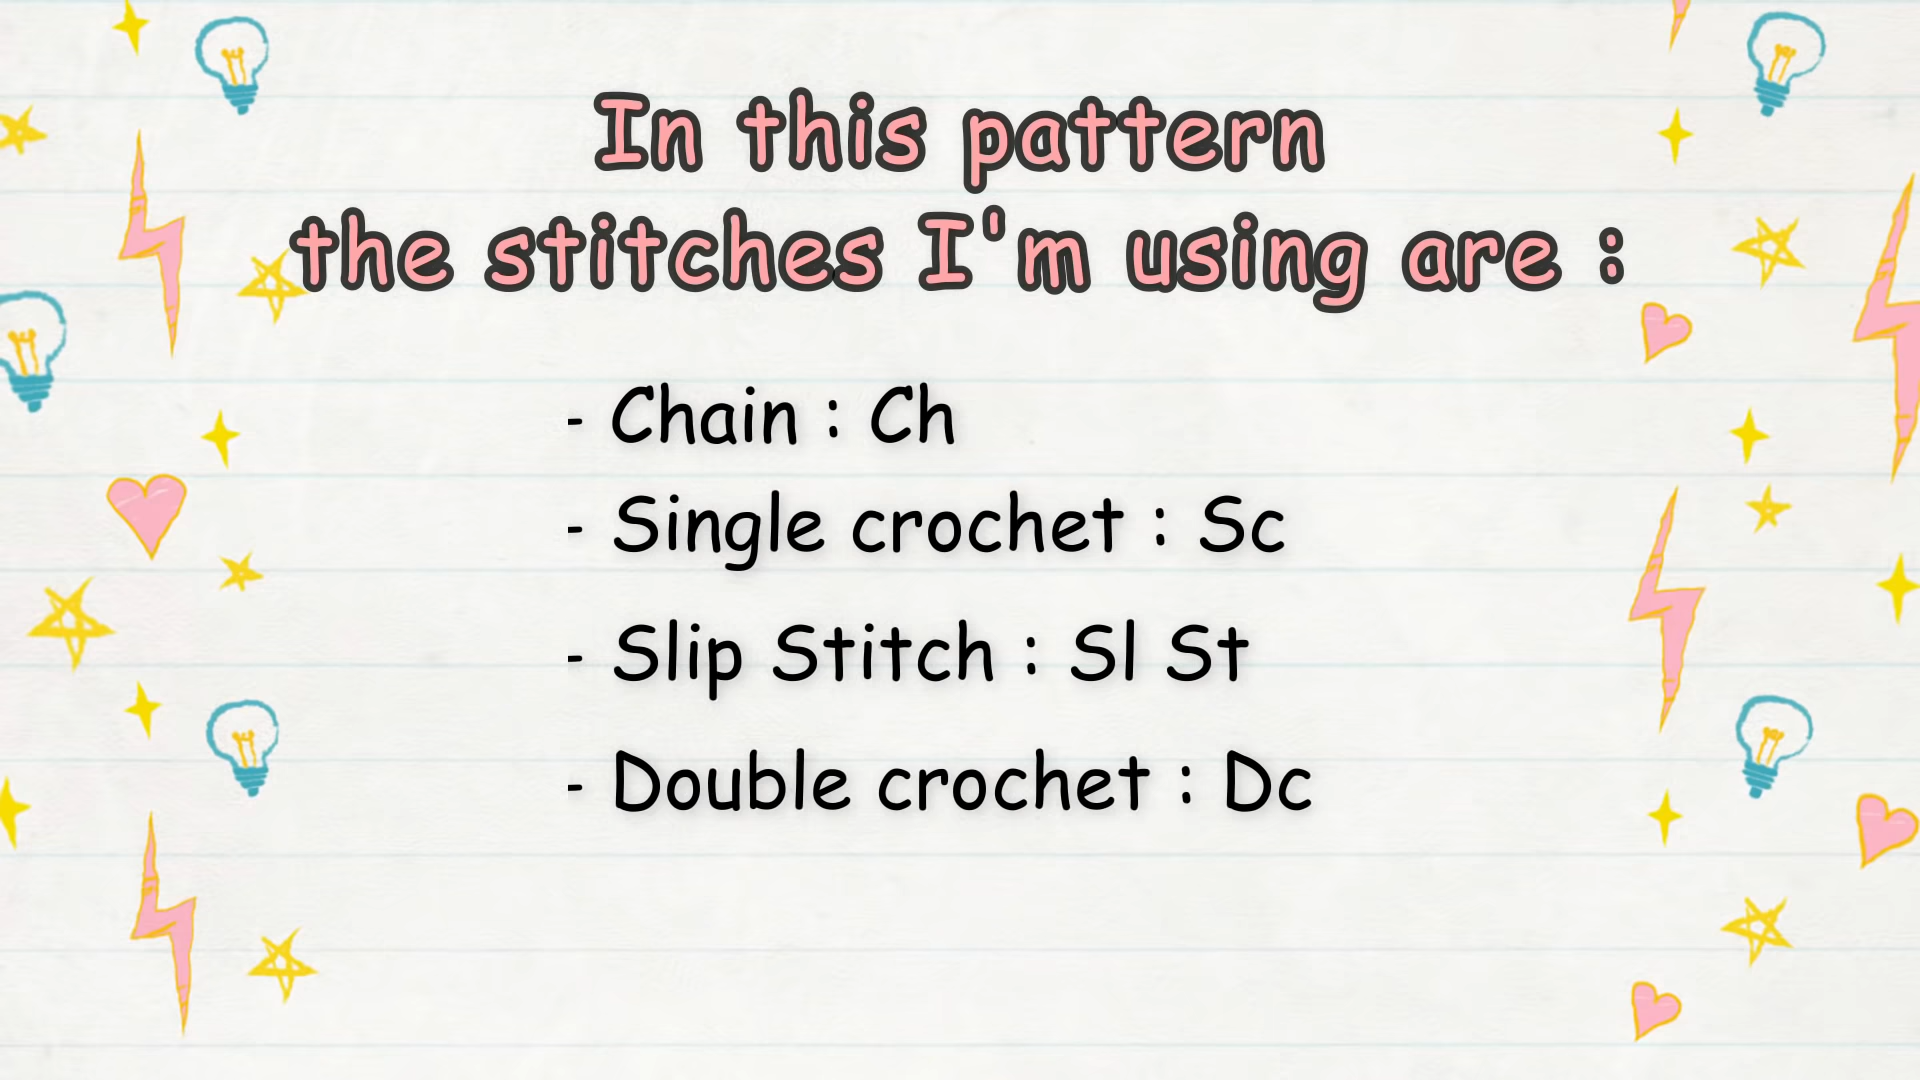 In this pattern
the stitches I'm using are :
- Chain : Ch
- Single crochet : Sc
- Slip Stitch : Sl St
- Double crochet : Dc